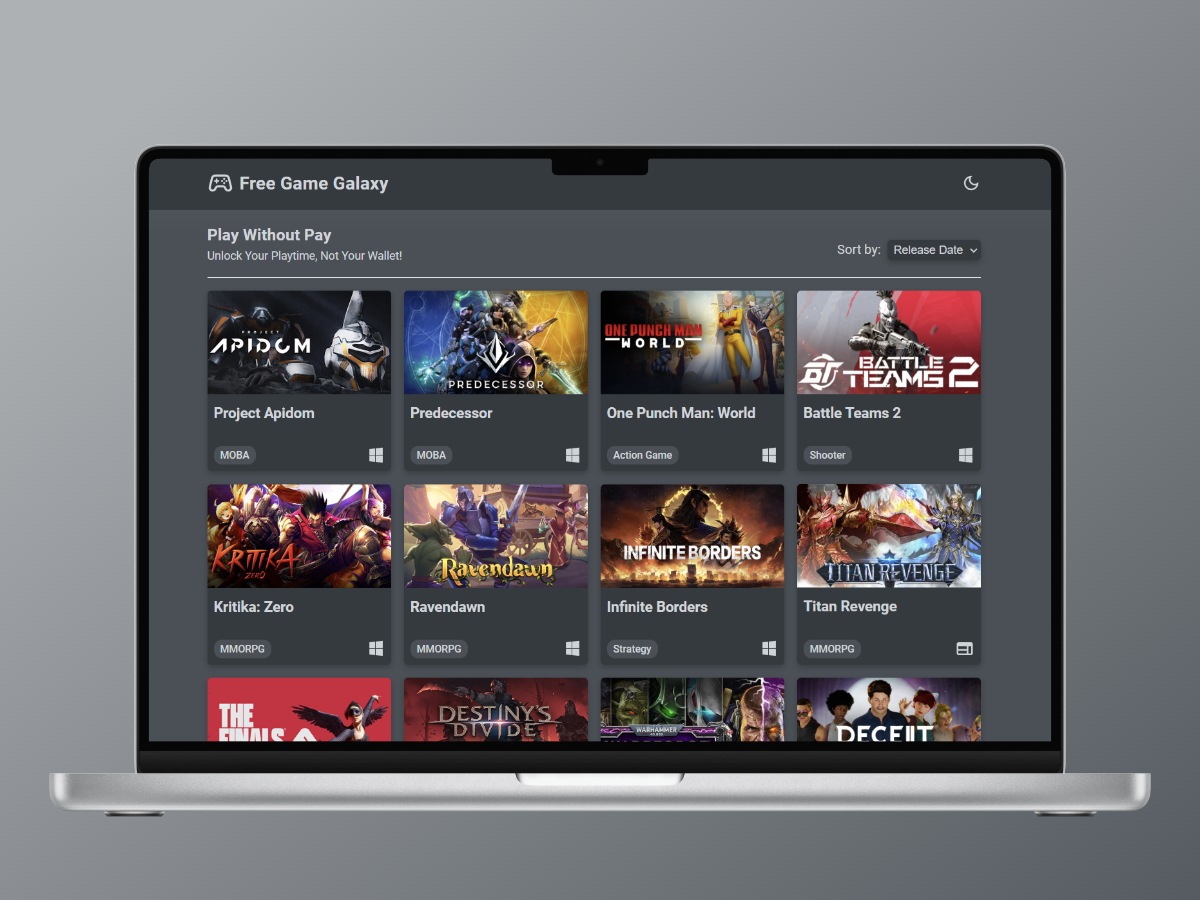 Free Game Galaxy
Play Without Pay
Unlock Your Playtime, Not Your Wallet!
Sort by: Release Date
PROJECT
APIDOM
PREDECESSOR
ONE PUNCH MAN
WORLD
BATTLE
TEAMS 2
Project Apidom
Predecessor
One Punch Man: World
Battle Teams 2
MOBA
MOBA
Action Game
Shooter
KRITIKA
ZERO
Ravendawn
INFINITE BORDERS
TITAN REVENGE
Kritika: Zero
Ravendawn
Infinite Borders
Titan Revenge
MMORPG
MMORPG
Strategy
MMORPG
THE
FINALS
DESTINY'S
DIVIDE
WARHAMMER
40,000
DECEIT